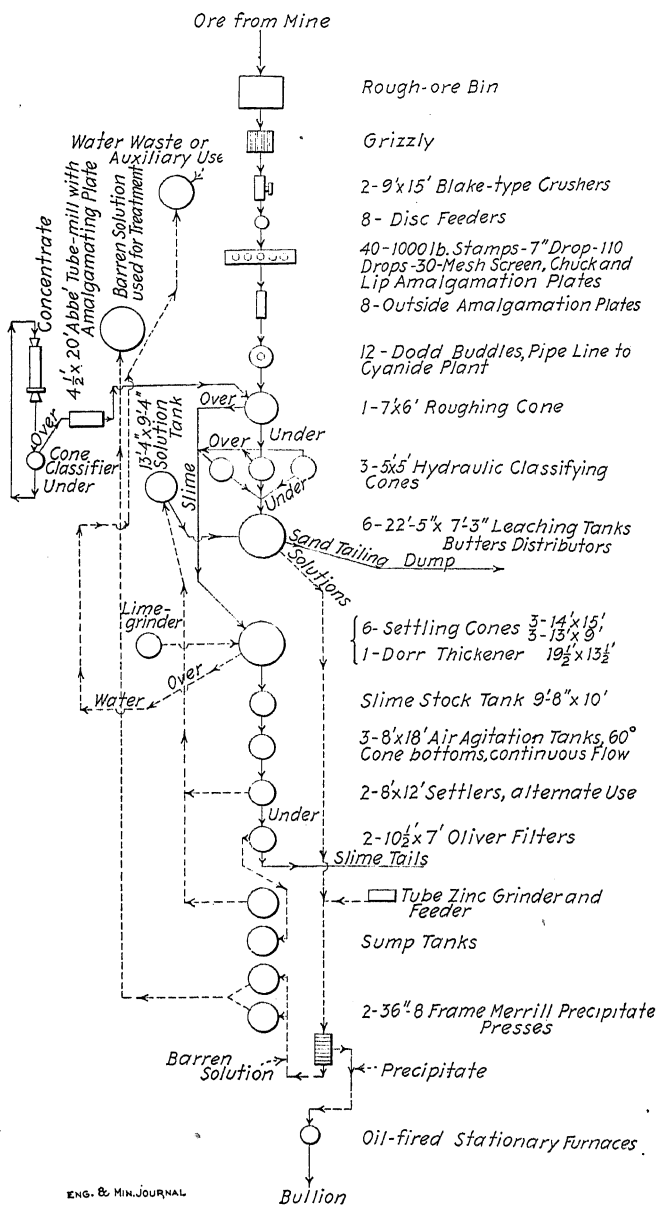 Ore from Mine
Rough-ore Bin
Grizzly
Water Waste or
Auxiliary Use
2-9'x15' Blake-type Crushers
8- Disc Feeders
40-1000 lb. Stamps-7" Drop-110
Drops-30-Mesh Screen, Chuck and
Lip Amalgamation Plates
8-Outside Amalgamation Plates
Concentrate
4½'x 20' Abbe' Tube-mill with
Amalgamating Plate
Barren Solution
used for Treatment
12-Dodd Buddles, Pipe Line to
Cyanide Plant
Over
1-7'x6' Roughing Cone
Under
Over
Over
Cone
Classifier
Under
13'-4"x9'-4"
Solution
Tank
Slime
3-5'x5' Hydraulic Classifying
Cones
Under
6-22'-5"x 7'-3" Leaching Tanks
Butters Distributors
Sand Tailing
Dump
Solutions
Lime-
grinder
6-Settling Cones 3-14'x15'
3-13'x9'
1-Dorr Thickener 19½'x13½'
Over
Water
Slime Stock Tank 9'-8"x10'
3-8'x18' Air Agitation Tanks, 60°
Cone bottoms, continuous Flow
2-8'x12' Settlers, alternate Use
Under
2-10½'x7' Oliver Filters
Slime Tails
Tube Zinc Grinder and
Feeder
Sump Tanks
2-36"-8 Frame Merrill Precipitate
Presses
Barren
Solution
Precipitate
Oil-fired Stationary Furnaces
Bullion
ENG. & MIN. JOURNAL